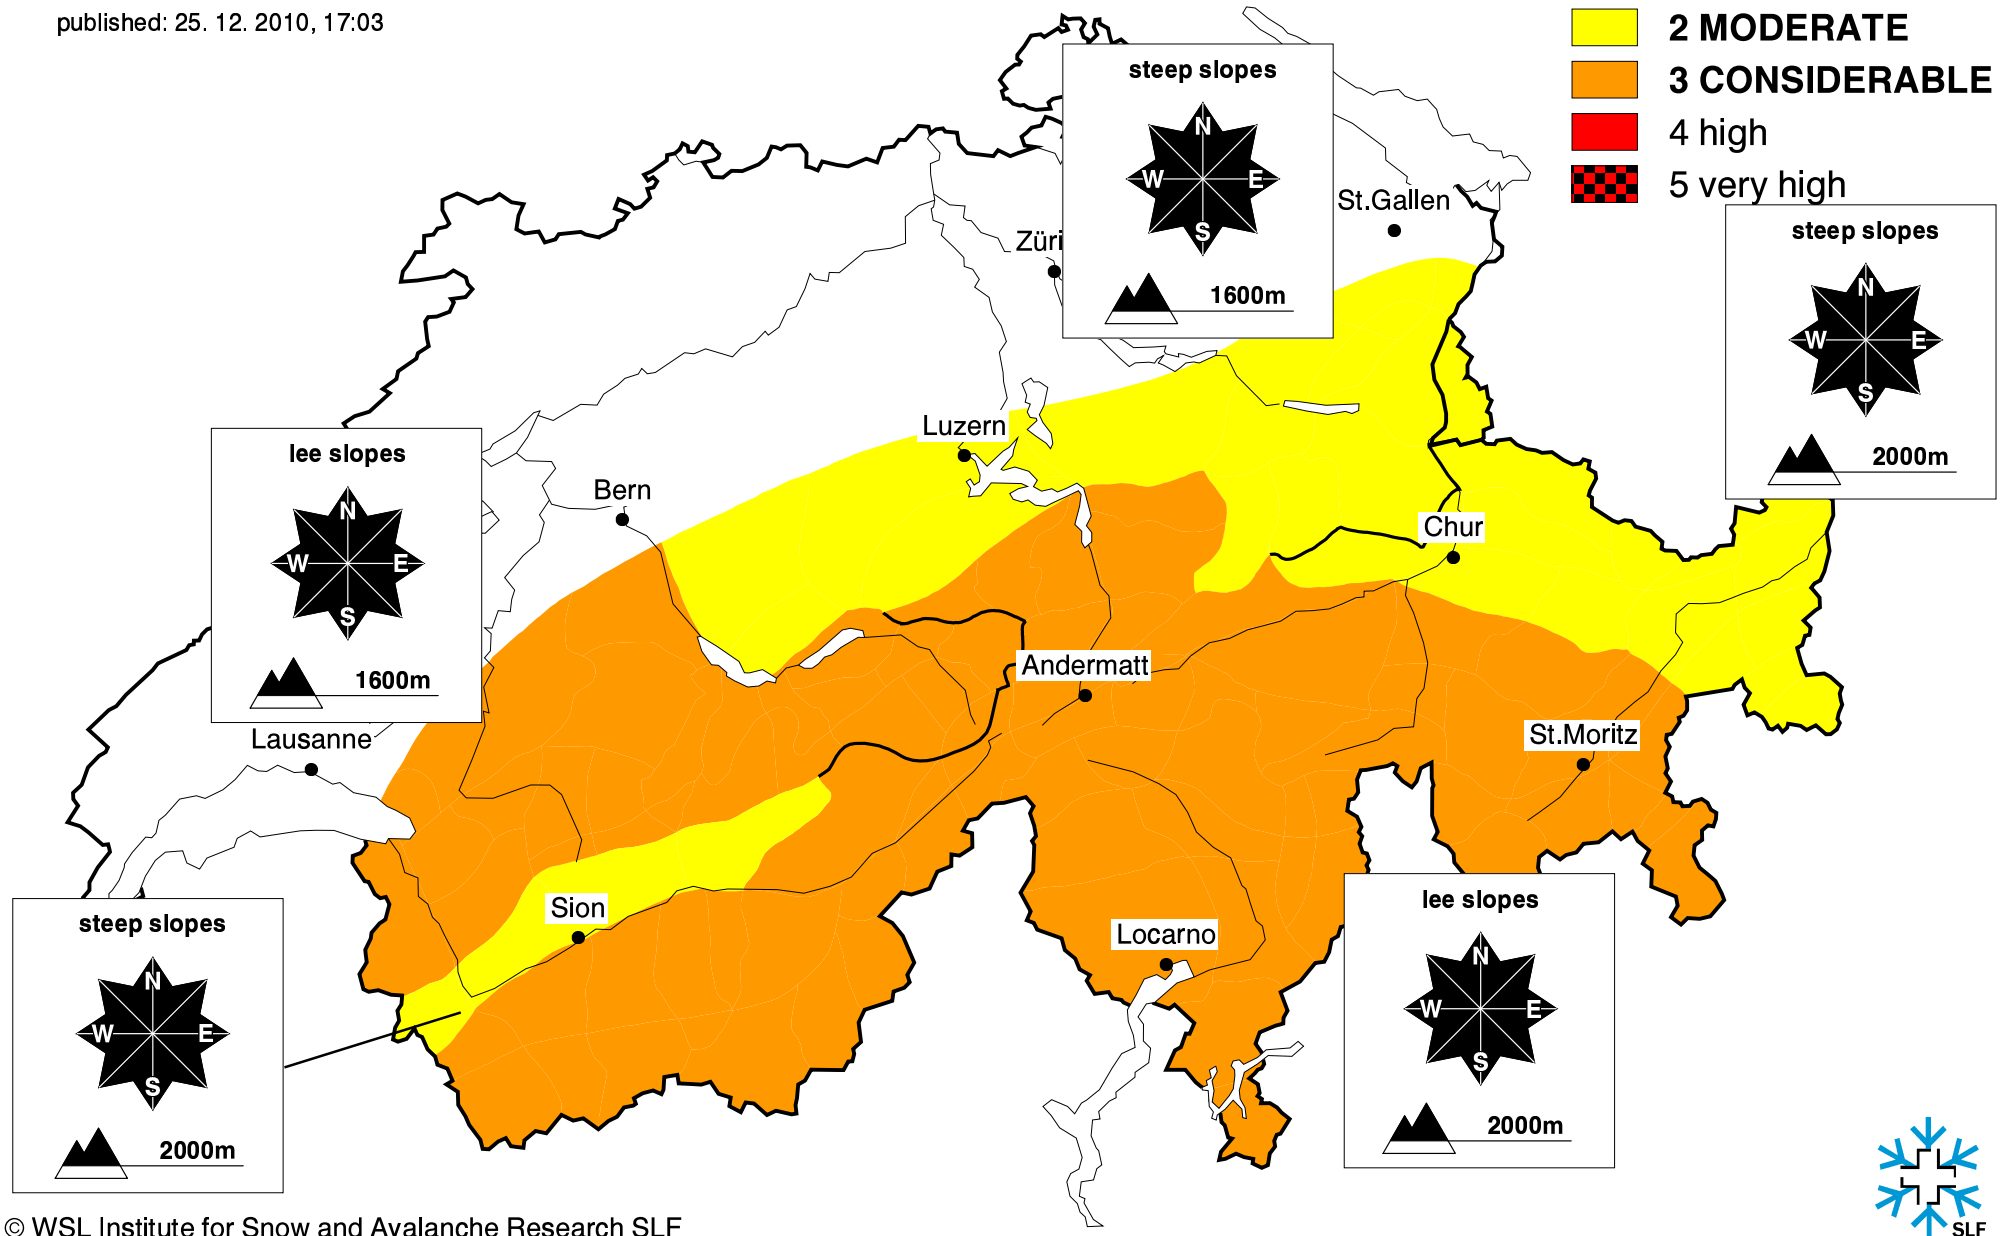 published: 25. 12. 2010, 17:03
2 MODERATE
3 CONSIDERABLE
4 high
5 very high
steep slopes
N
W E
S
1600m
St.Gallen
Züri
steep slopes
N
W E
S
2000m
lee slopes
N
W E
S
1600m
Luzern
Bern
Chur
Andermatt
St.Moritz
Lausanne
Sion
Locarno
steep slopes
N
W E
S
2000m
lee slopes
N
W E
S
2000m
© WSL Institute for Snow and Avalanche Research SLF
SLF